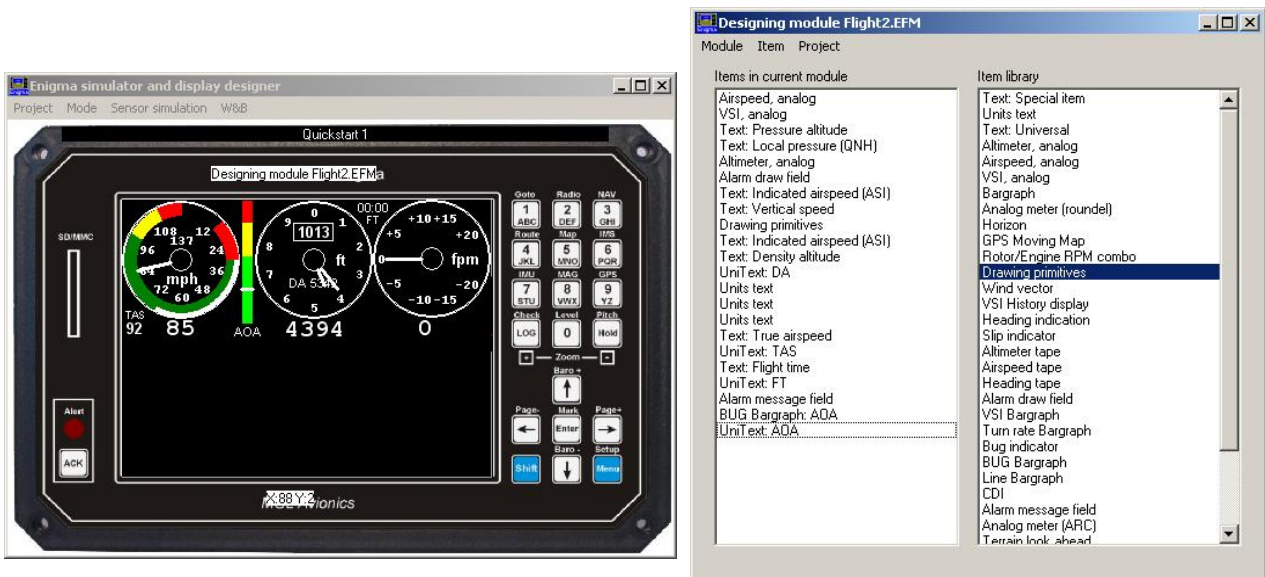 Enigma simulator and display designer
Project Mode Sensor simulation W&B
Quickstart 1
Designing module Flight2.EFM
SD/MMC
108 12
137
96 24
84 36
mph
72 48
60
TAS
92
85
AOA
0
9 1
1013
8 2
ft
7 3
DA 534
6 4
5
4394
00:00
FT
+10 +15
+5 +20
0 fpm
-5 -20
-10 -15
0
Goto Radio NAV
1 2 3
ABC DEF GHI
Route Map IMS
4 5 6
JKL MNO PQR
IMU MAG GPS
7 8 9
STU VWX YZ
Check Level Pitch
LOG 0 Hold
+ Zoom -
Baro +
Page- Mark Page+
Enter
Baro - Setup
Shift Menu
Alert
ACK
X:88 Y:2
Avionics
Designing module Flight2.EFM
Enigma
Module Item Project
Items in current module
Airspeed, analog
VSI, analog
Text: Pressure altitude
Text: Local pressure (QNH)
Altimeter, analog
Alarm draw field
Text: Indicated airspeed (ASI)
Text: Vertical speed
Drawing primitives
Text: Indicated airspeed (ASI)
Text: Density altitude
UniText: DA
Units text
Units text
Units text
Text: True airspeed
UniText: TAS
Text: Flight time
UniText: FT
Alarm message field
BUG Bargraph: AOA
UniText: AOA
Item library
Text: Special item
Units text
Text: Universal
Altimeter, analog
Airspeed, analog
VSI, analog
Bargraph
Analog meter (roundel)
Horizon
GPS Moving Map
Rotor/Engine RPM combo
Drawing primitives
Wind vector
VSI History display
Heading indication
Slip indicator
Altimeter tape
Airspeed tape
Heading tape
Alarm draw field
VSI Bargraph
Turn rate Bargraph
Bug indicator
BUG Bargraph
Line Bargraph
CDI
Alarm message field
Analog meter (ARC)
Terrain look ahead